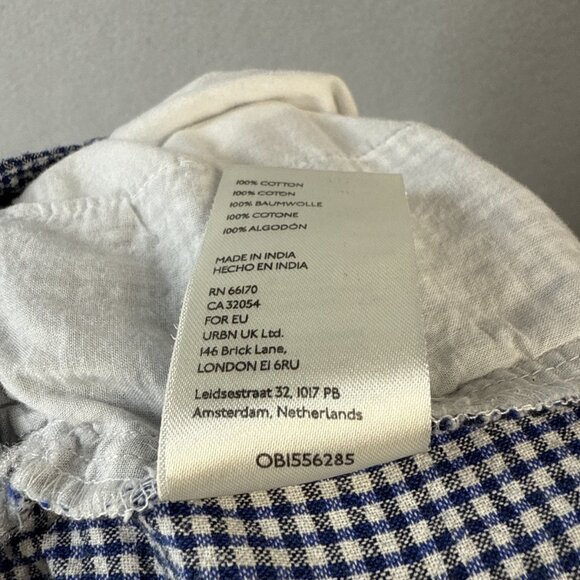 100% COTTON
100% COTON
100% BAUMWOLLE
100% COTONE
100% ALGODÓN
MADE IN INDIA
HECHO EN INDIA
RN 66170
CA 32054
FOR EU
URBN UK Ltd.
146 Brick Lane,
LONDON E1 6RU
Leidsestraat 32, 1017 PB
Amsterdam, Netherlands
OB1556285